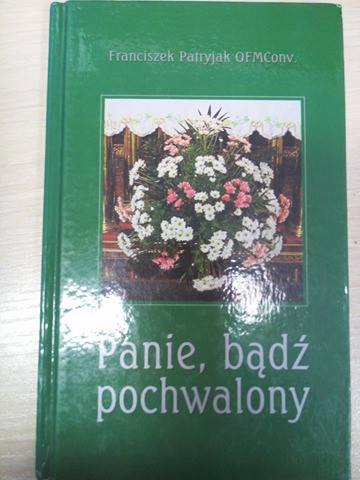 Franciszek Patryjak OFMConv.
Panie, bądź
pochwalony